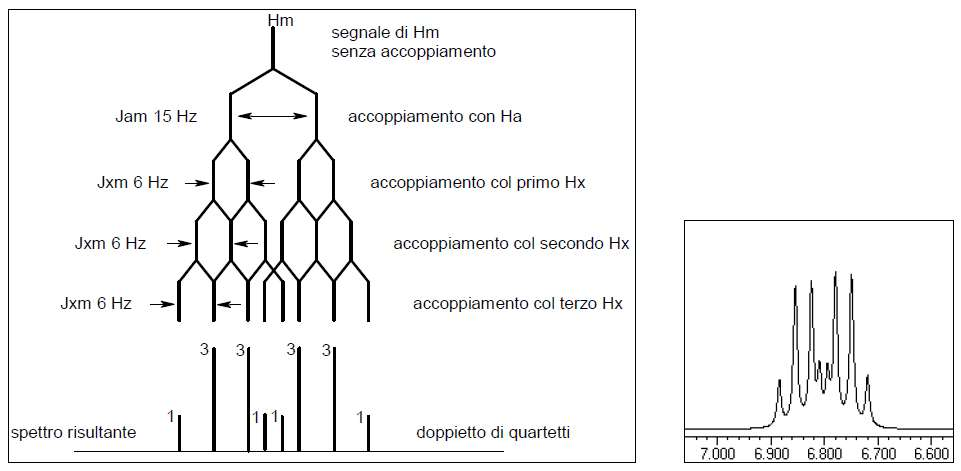 Hm
segnale di Hm
senza accoppiamento
Jam 15 Hz
accoppiamento con Ha
Jxm 6 Hz
accoppiamento col primo Hx
Jxm 6 Hz
accoppiamento col secondo Hx
Jxm 6 Hz
accoppiamento col terzo Hx
3 3 3 3
1 1 1 1
spettro risultante
doppietto di quartetti
7.000 6.900 6.800 6.700 6.600